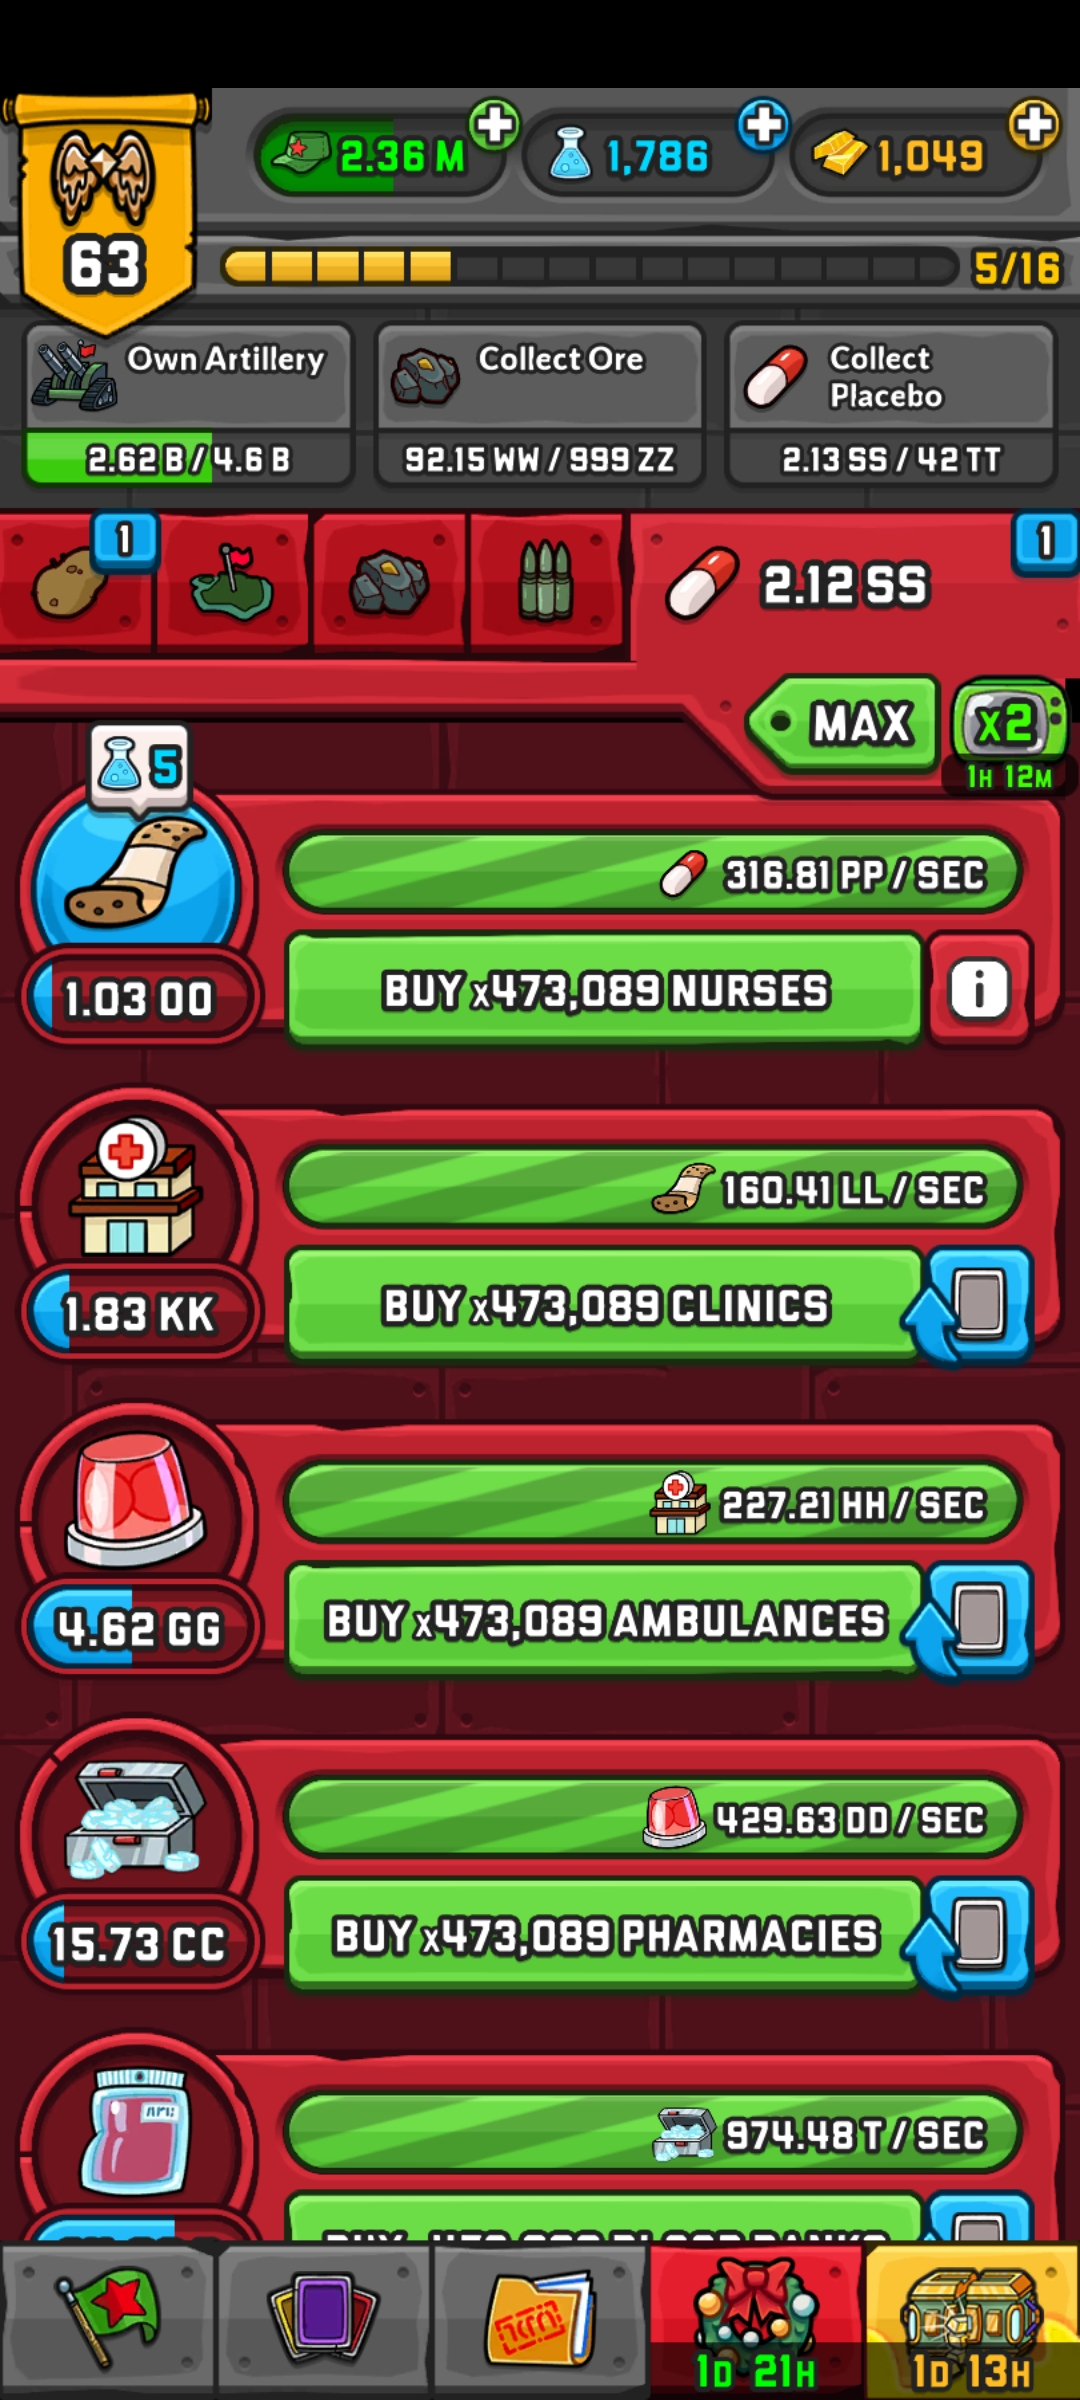 2.36 M
1,786
1,049
63
5/16
Own Artillery
2.62 B / 4.6 B
Collect Ore
92.15 WW / 999 ZZ
Collect
Placebo
2.13 SS / 42 TT
1
2.12 SS
1
MAX
x2
1H 12M
5
316.81 PP / SEC
1.03 OO
BUY x473,089 NURSES
i
160.41 LL / SEC
1.83 KK
BUY x473,089 CLINICS
227.21 HH / SEC
4.62 GG
BUY x473,089 AMBULANCES
429.63 DD / SEC
15.73 CC
BUY x473,089 PHARMACIES
974.48 T / SEC
1D 21H
1D 13H